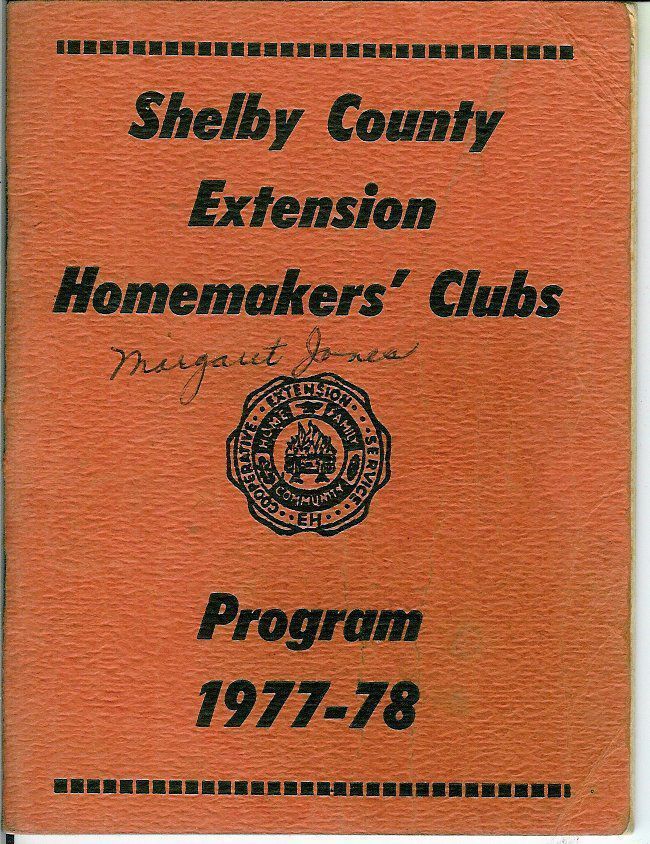 Shelby County
Extension
Homemakers' Clubs
Margaret Jones
COOPERATIVE • EXTENSION • SERVICE
HOME FAMILY
COMMUNITY
EH
Program
1977-78